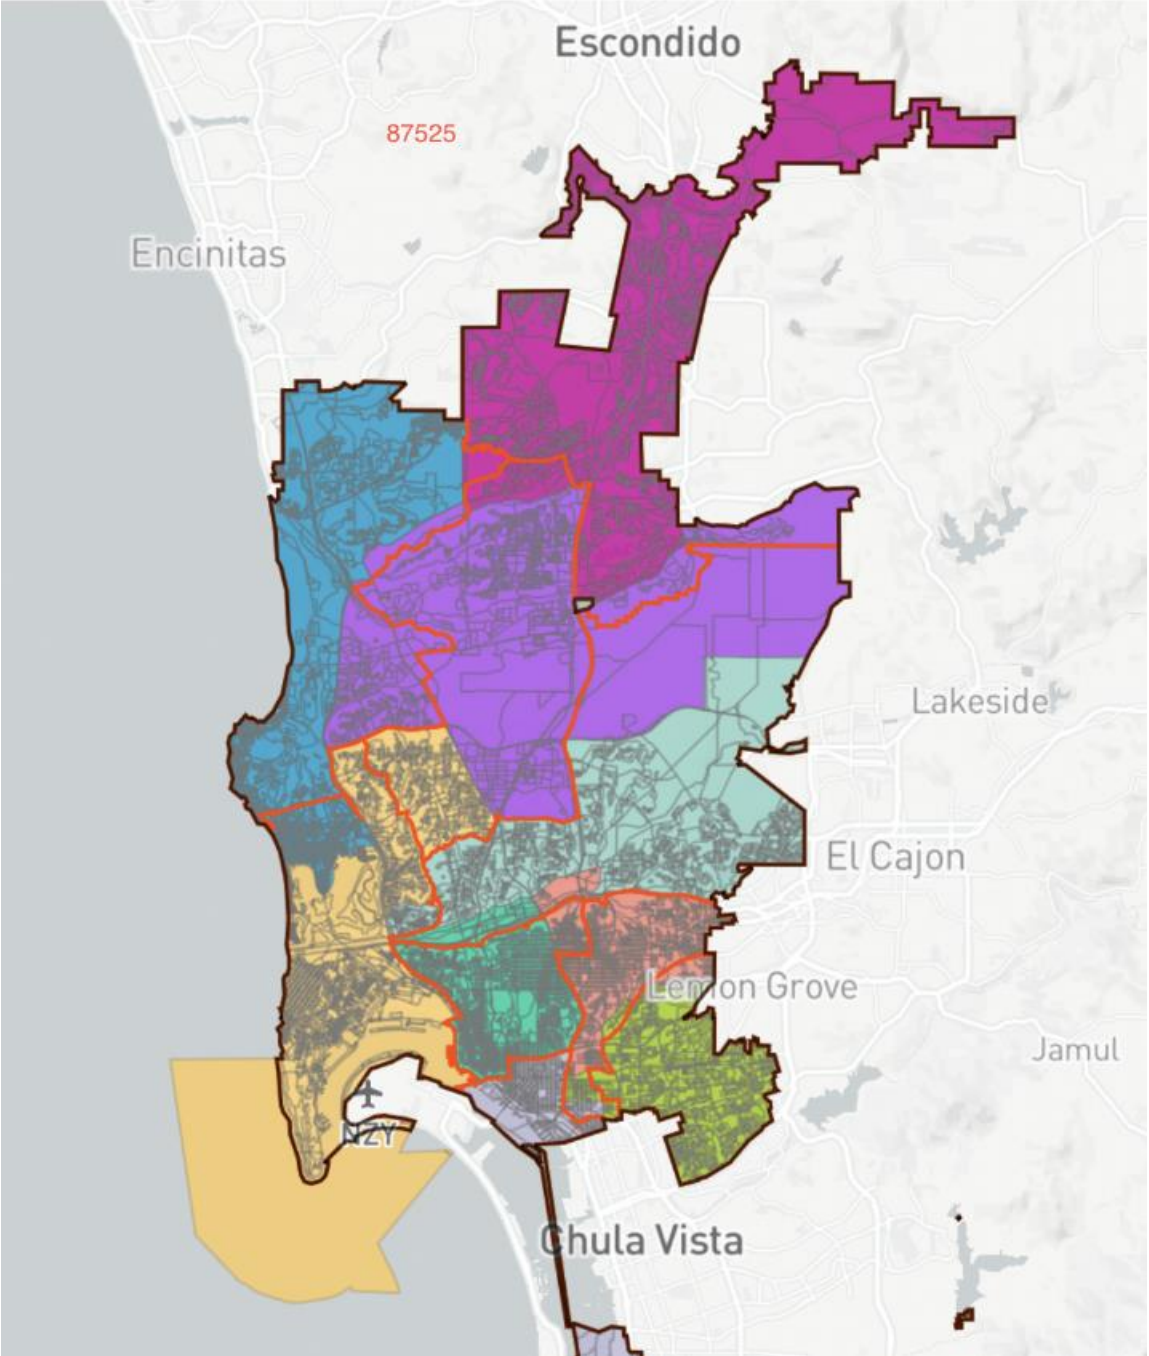 Escondido
87525
Encinitas
Lakeside
El Cajon
Lemon Grove
Jamul
NZY
Chula Vista